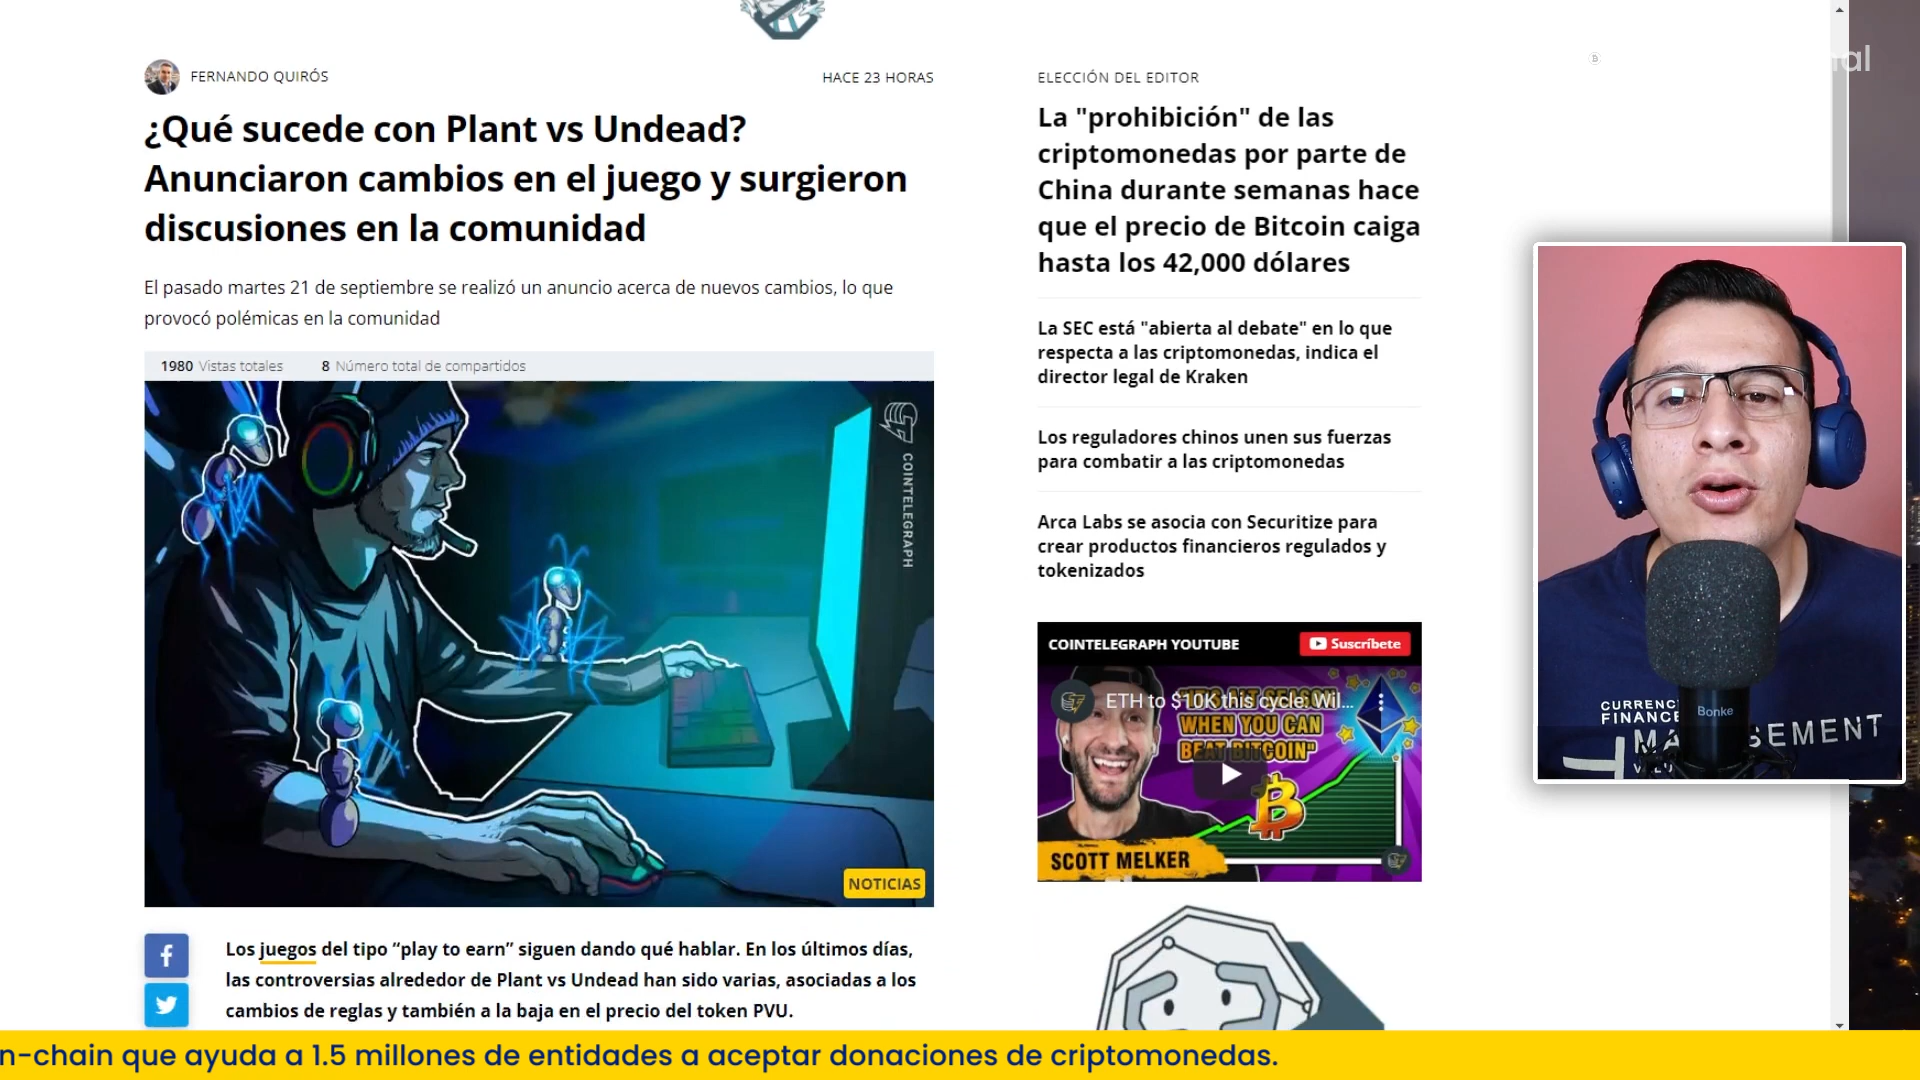 al
FERNANDO QUIRÓS
HACE 23 HORAS
¿Qué sucede con Plant vs Undead?
Anunciaron cambios en el juego y surgieron
discusiones en la comunidad
El pasado martes 21 de septiembre se realizó un anuncio acerca de nuevos cambios, lo que
provocó polémicas en la comunidad
1980 Vistas totales
8 Número total de compartidos
COINTELEGRAPH
NOTICIAS
Los juegos del tipo “play to earn” siguen dando qué hablar. En los últimos días,
las controversias alrededor de Plant vs Undead han sido varias, asociadas a los
cambios de reglas y también a la baja en el precio del token PVU.
ELECCIÓN DEL EDITOR
La "prohibición" de las
criptomonedas por parte de
China durante semanas hace
que el precio de Bitcoin caiga
hasta los 42,000 dólares
La SEC está "abierta al debate" en lo que
respecta a las criptomonedas, indica el
director legal de Kraken
Los reguladores chinos unen sus fuerzas
para combatir a las criptomonedas
Arca Labs se asocia con Securitize para
crear productos financieros regulados y
tokenizados
COINTELEGRAPH YOUTUBE
Suscríbete
ETH to $10K this cycle: Wil...
WHEN YOU CAN
BEAT BITCOIN"
SCOTT MELKER
CURRENC
FINANCE
MA
SEMENT
Bonke
n-chain que ayuda a 1.5 millones de entidades a aceptar donaciones de criptomonedas.